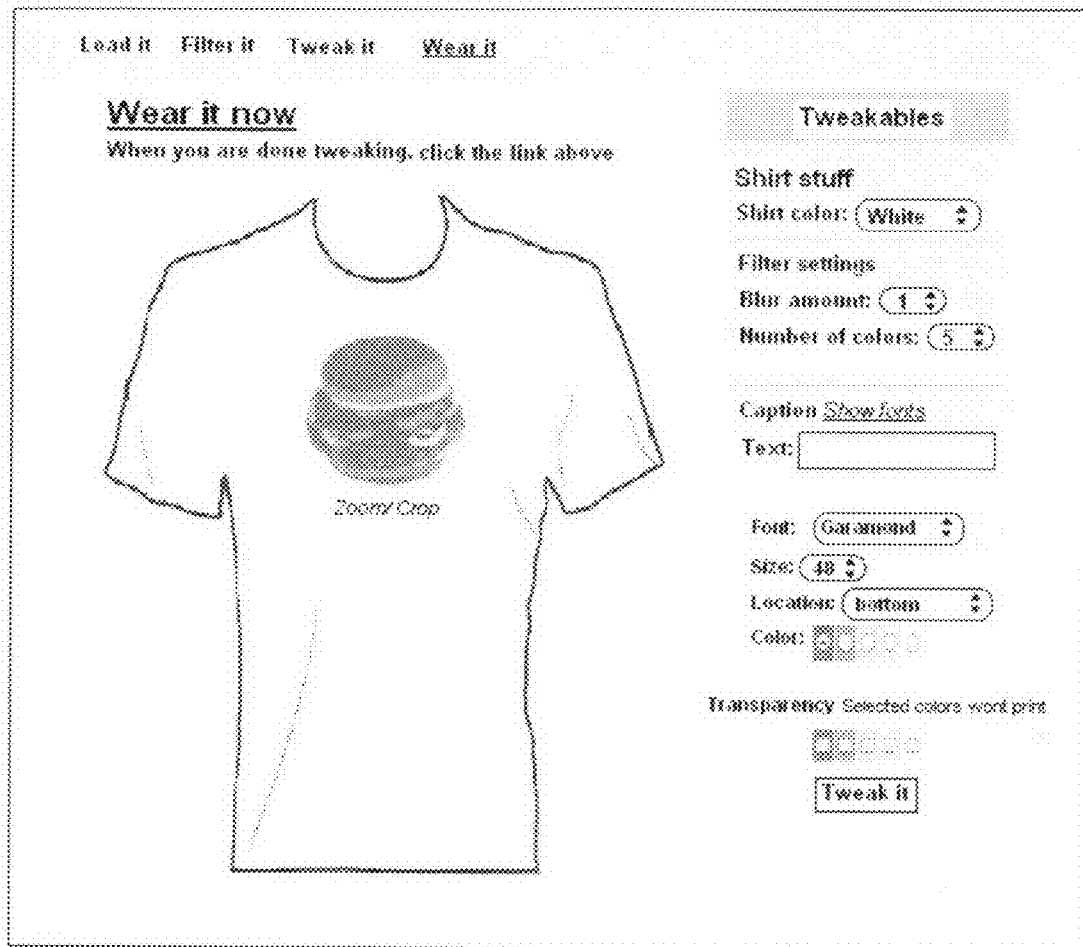 Load it Filter it Tweak it Wear it
Wear it now
When you are done tweaking, click the link above
Zoom/ Crop
Tweakables
Shirt stuff
Shirt color: White
Filter settings
Blur amount: 1
Number of colors: 5
Caption Show fonts
Text:
Font: Garamond
Size: 48
Location: bottom
Color:
Transparency Selected colors wont print
Tweak it